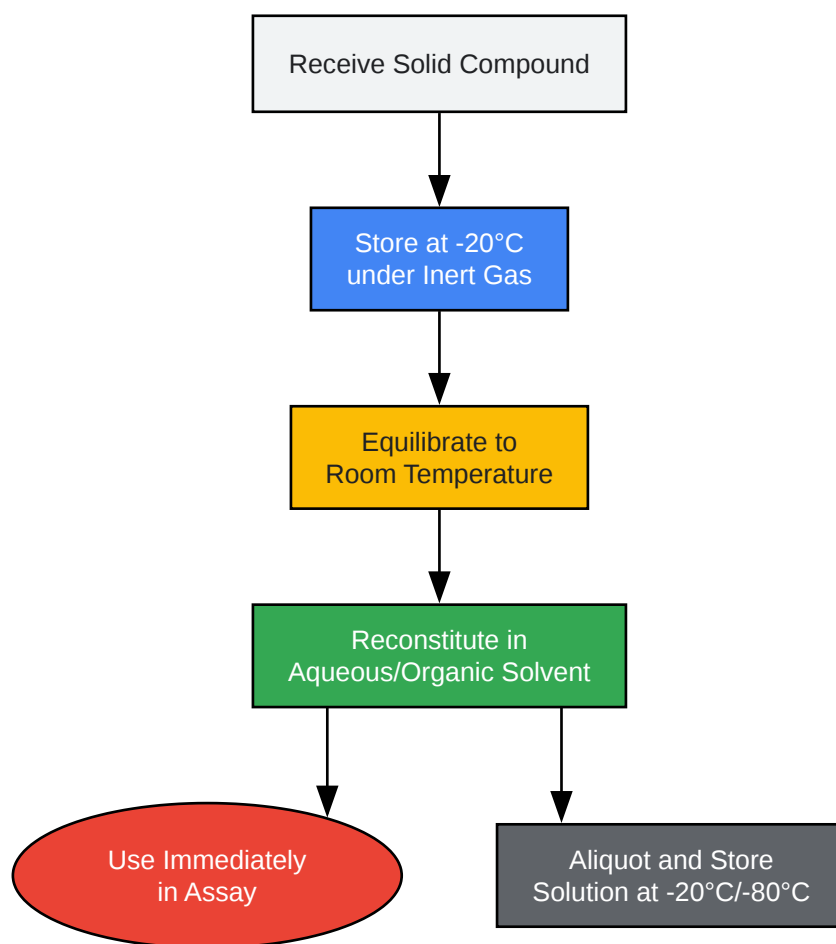 Receive Solid Compound
Store at -20°C
under Inert Gas
Equilibrate to
Room Temperature
Reconstitute in
Aqueous/Organic Solvent
Use Immediately
in Assay
Aliquot and Store
Solution at -20°C/-80°C